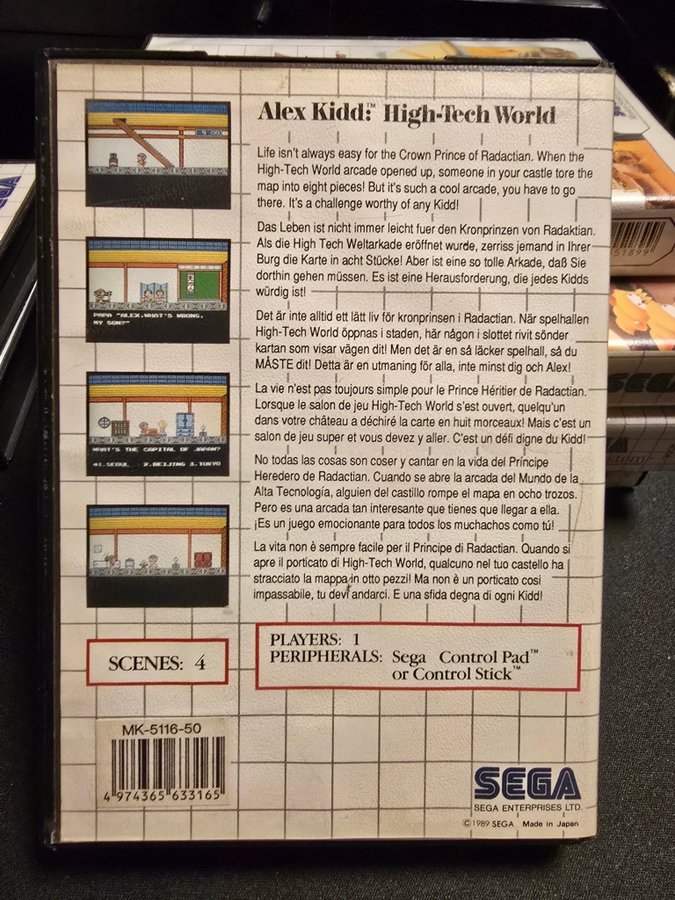 Alex Kidd:™ High-Tech World
Life isn't always easy for the Crown Prince of Radactian. When the
High-Tech World arcade opened up, someone in your castle tore the
map into eight pieces! But it's such a cool arcade, you have to go
there. It's a challenge worthy of any Kidd!
Das Leben ist nicht immer leicht fuer den Kronprinzen von Radaktian.
Als die High Tech Weltarkade eröffnet wurde, zerriss jemand in Ihrer
Burg die Karte in acht Stücke! Aber ist eine so tolle Arkade, daß Sie
dorthin gehen müssen. Es ist eine Herausforderung, die jedes Kidds
würdig ist!
Det är inte alltid ett lätt liv för kronprinsen i Radactian. När spelhallen
High-Tech World öppnas i staden, här någon i slottet rivit sönder
kartan som visar vägen dit! Men det är en så läcker spelhall, så du
MÅSTE dit! Detta är en utmaning för alla, inte minst dig och Alex!
La vie n'est pas toujours simple pour le Prince Héritier de Radactian.
Lorsque le salon de jeu High-Tech World s'est ouvert, quelqu'un
dans votre château a déchiré la carte en huit morceaux! Mais c'est un
salon de jeu super et vous devez y aller. C'est un défi digne du Kidd!
No todas las cosas son coser y cantar en la vida del Príncipe
Heredero de Radactian. Cuando se abre la arcada del Mundo de la
Alta Tecnología, alguien del castillo rompe el mapa en ocho trozos.
Pero es una arcada tan interesante que tienes que llegar a ella.
¡Es un juego emocionante para todos los muchachos como tú!
La vita non è sempre facile per il Principe di Radactian. Quando si
apre il porticato di High-Tech World, qualcuno nel tuo castello ha
stracciato la mappa in otto pezzi! Ma non è un porticato cosi
impassabile, tu devi andarci. E una sfida degna di ogni Kidd!
PAPA "ALEX,WHAT'S WRONG,
MY SON?"
WHAT'S THE CAPITAL OF JAPAN?
1.SEOUL 2.BEIJING 3.TOKYO
SCENES: 4
PLAYERS: 1
PERIPHERALS: Sega Control Pad™
or Control Stick™
MK-5116-50
4 974365 633165
SEGA
SEGA ENTERPRISES LTD.
©1989 SEGA Made in Japan
SEGA